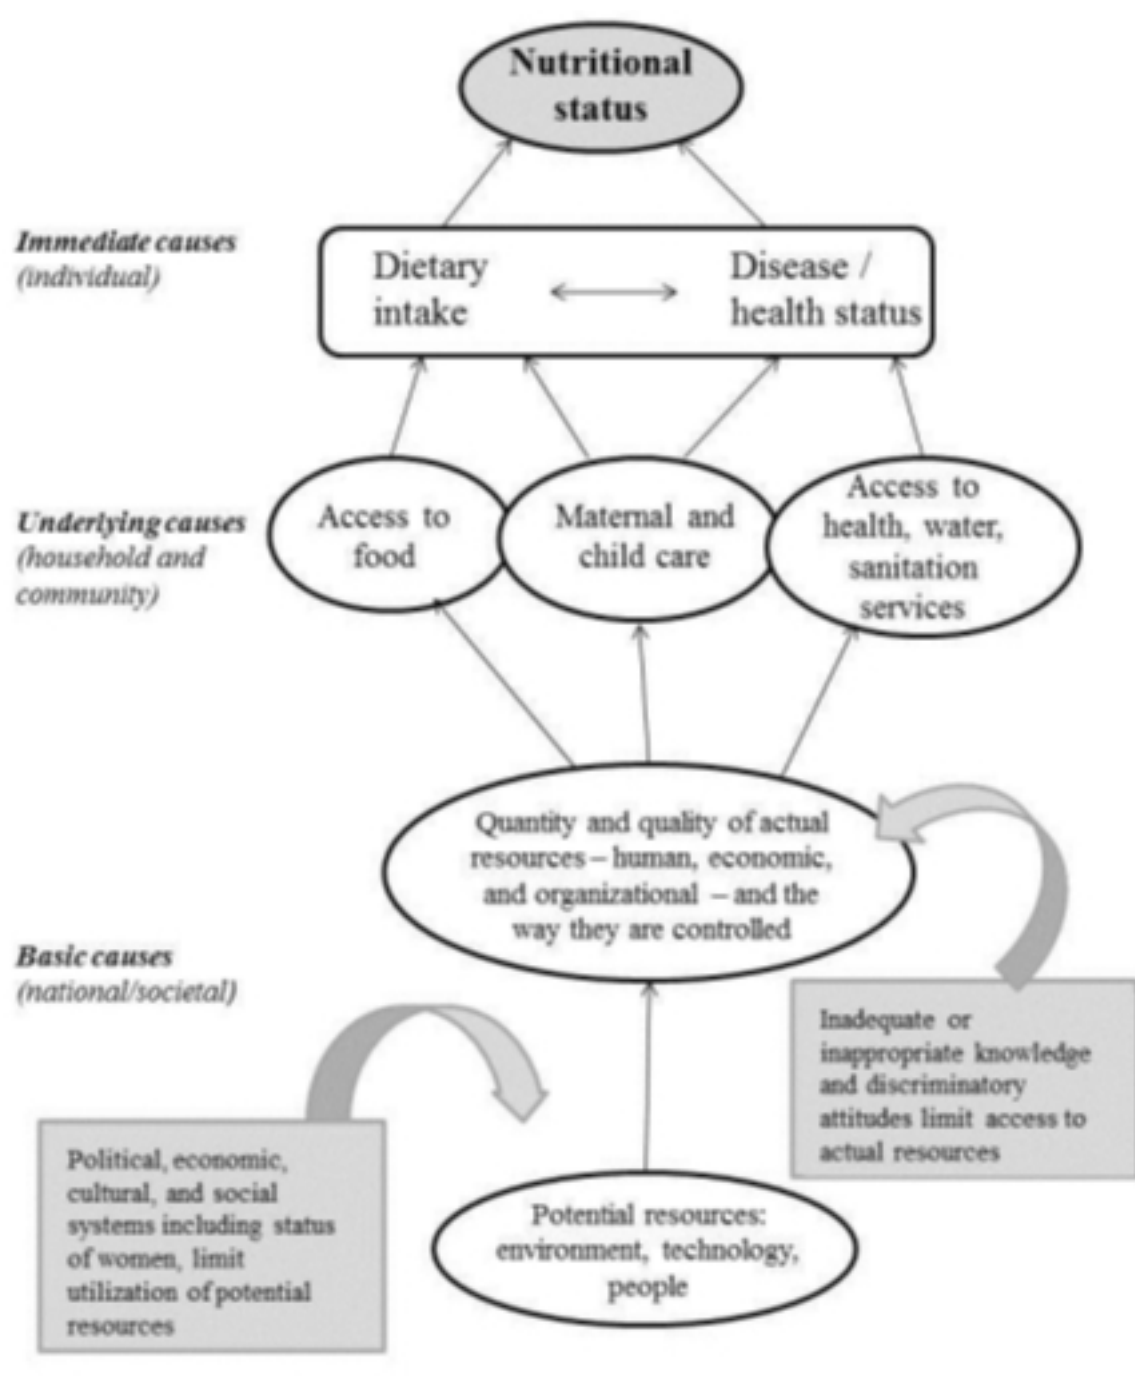 Nutritional
status
Immediate causes
(individual)
Dietary
intake
Disease /
health status
Underlying causes
(household and
community)
Access to
food
Maternal and
child care
Access to
health, water,
sanitation
services
Quantity and quality of actual
resources – human, economic,
and organizational – and the
way they are controlled
Basic causes
(national/societal)
Inadequate or
inappropriate knowledge
and discriminatory
attitudes limit access to
actual resources
Political, economic,
cultural, and social
systems including status
of women, limit
utilization of potential
resources
Potential resources:
environment, technology,
people